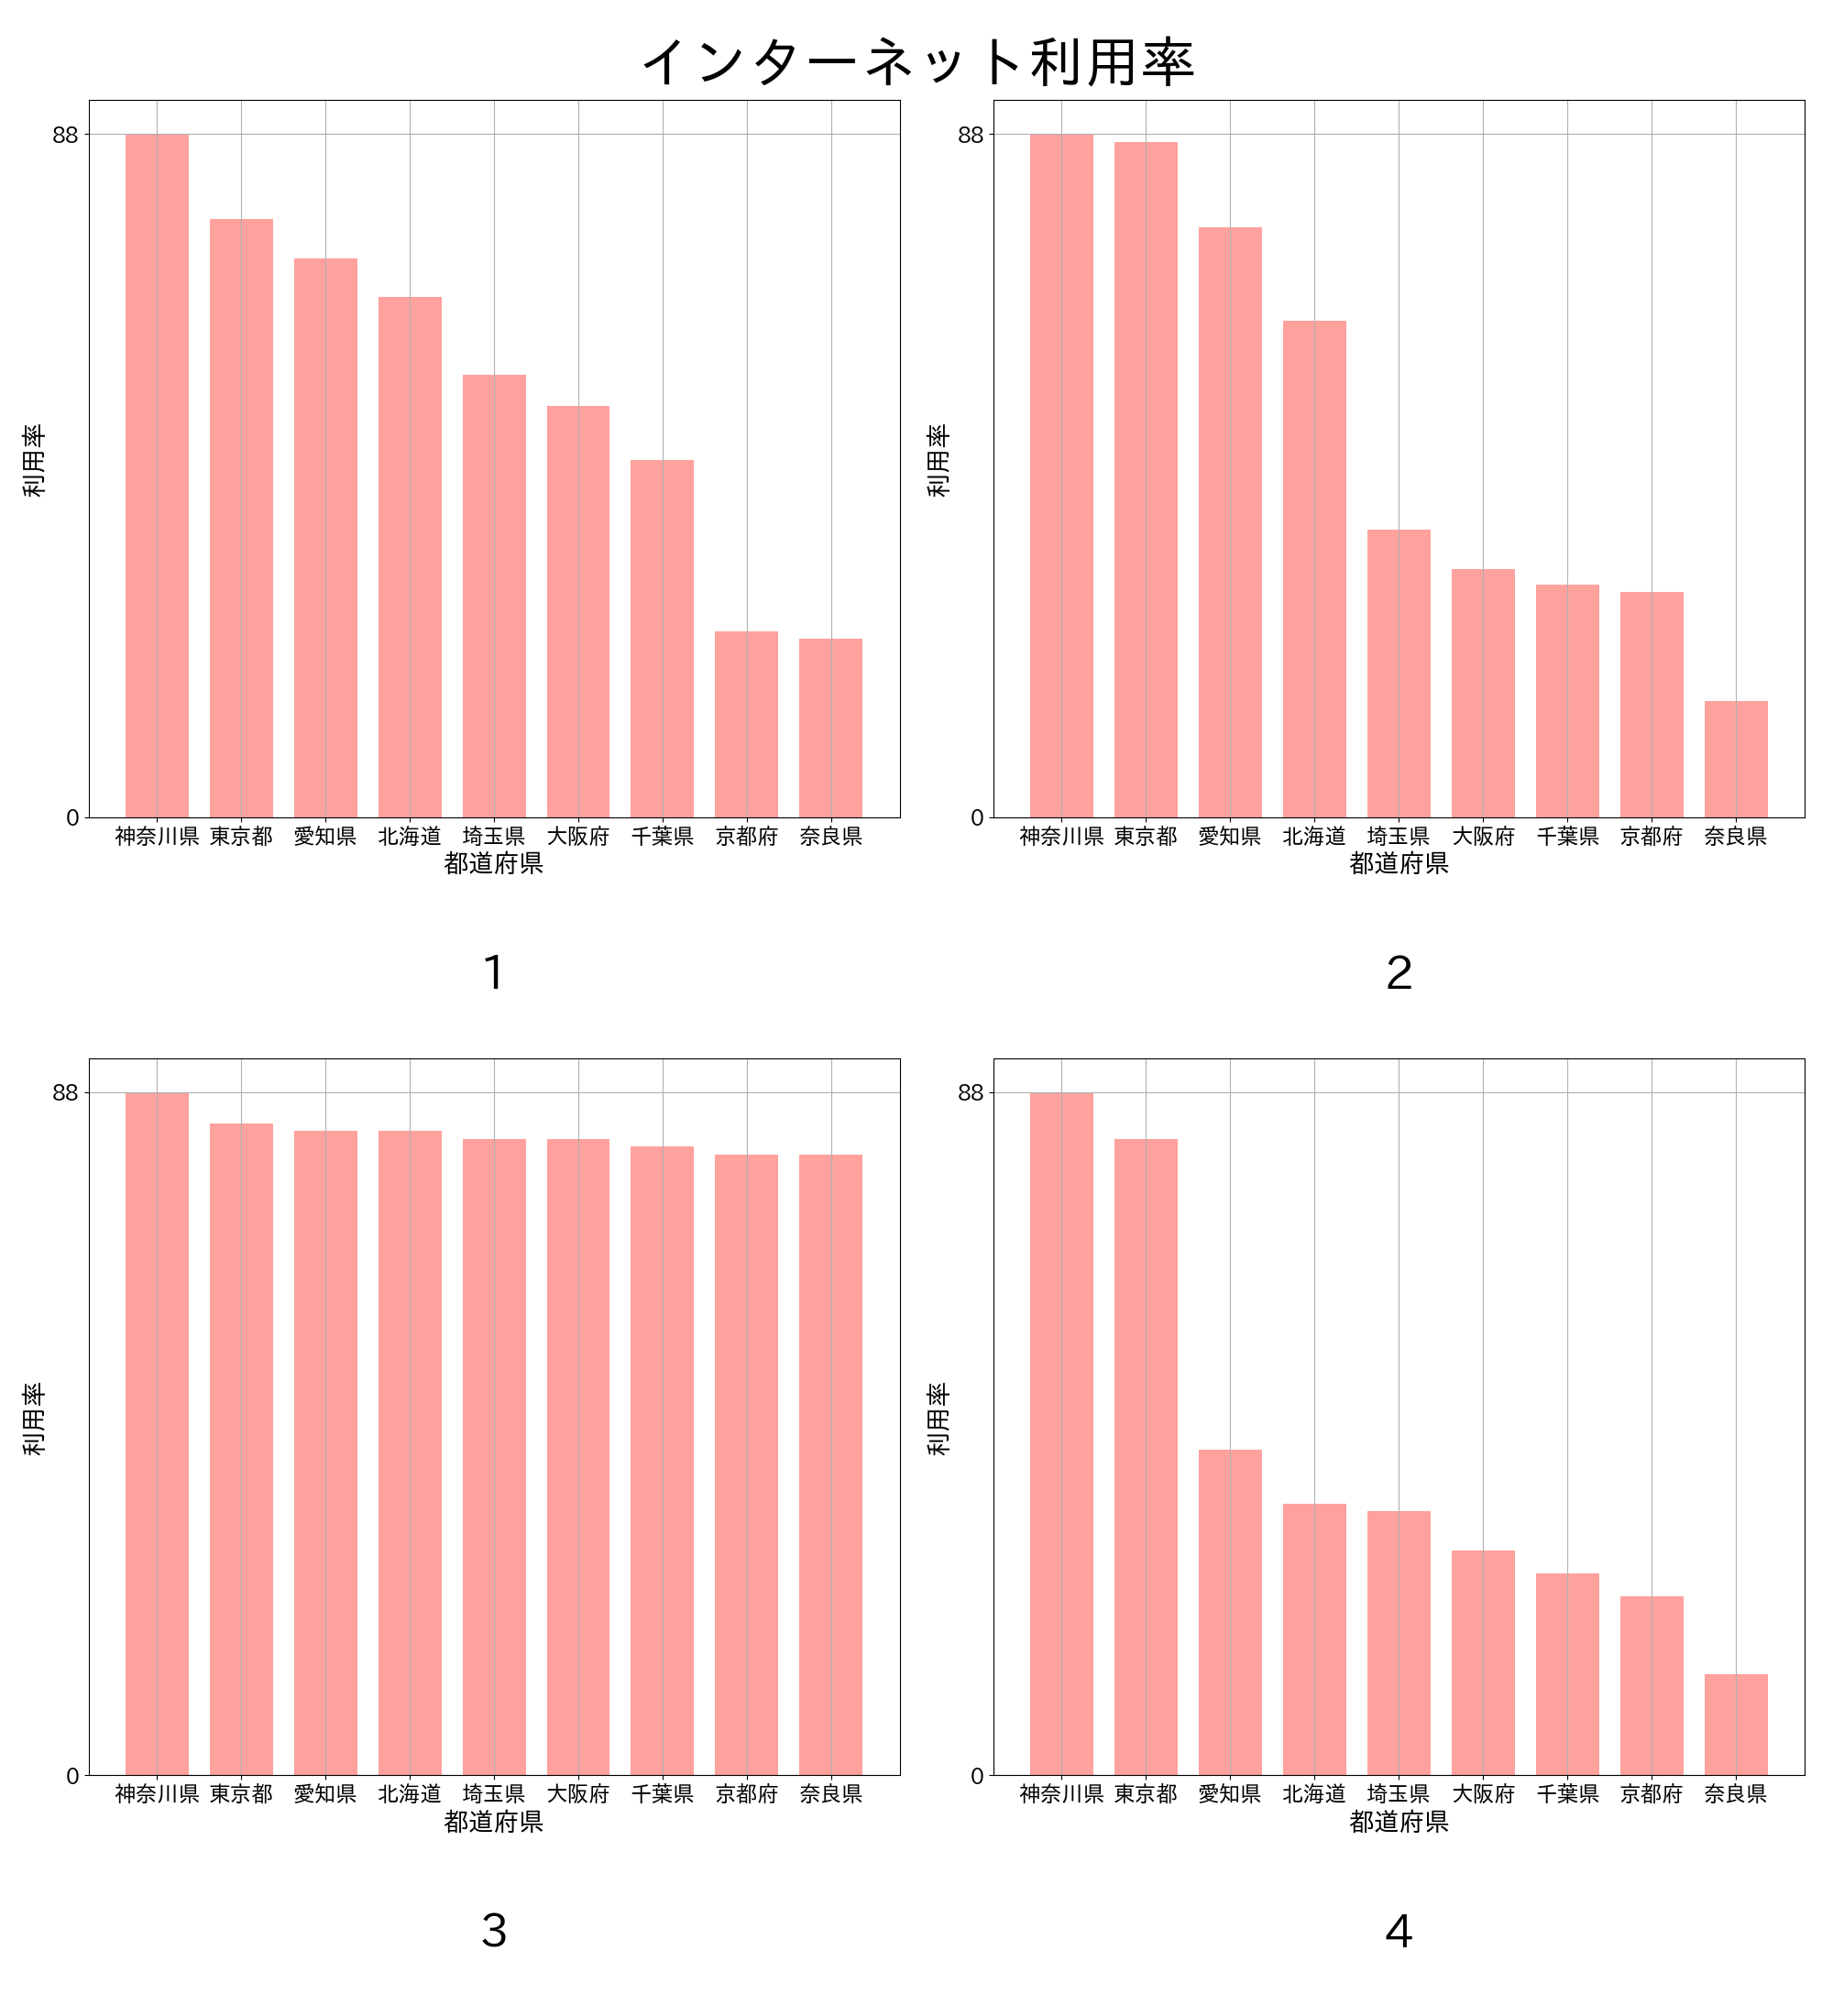 インターネット利用率
88
0
利用率
神奈川県 東京都 愛知県 北海道 埼玉県 大阪府 千葉県 京都府 奈良県
都道府県
1
88
0
利用率
神奈川県 東京都 愛知県 北海道 埼玉県 大阪府 千葉県 京都府 奈良県
都道府県
2
88
0
利用率
神奈川県 東京都 愛知県 北海道 埼玉県 大阪府 千葉県 京都府 奈良県
都道府県
3
88
0
利用率
神奈川県 東京都 愛知県 北海道 埼玉県 大阪府 千葉県 京都府 奈良県
都道府県
4